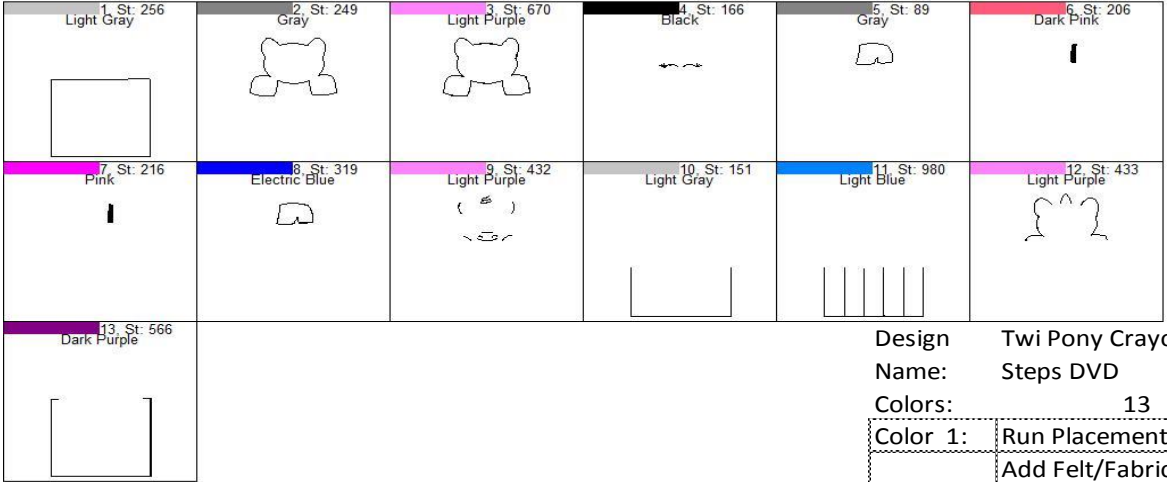 1, St: 256
Light Gray
2, St: 249
Gray
3, St: 670
Light Purple
4, St: 166
Black
5, St: 89
Gray
6, St: 206
Dark Pink
7, St: 216
Pink
8, St: 319
Electric Blue
9, St: 432
Light Purple
10, St: 151
Light Gray
11, St: 980
Light Blue
12, St: 433
Light Purple
13, St: 566
Dark Purple
Design Twi Pony Crayo
Name: Steps DVD
Colors: 13
Color 1: Run Placement
Add Felt/Fabric